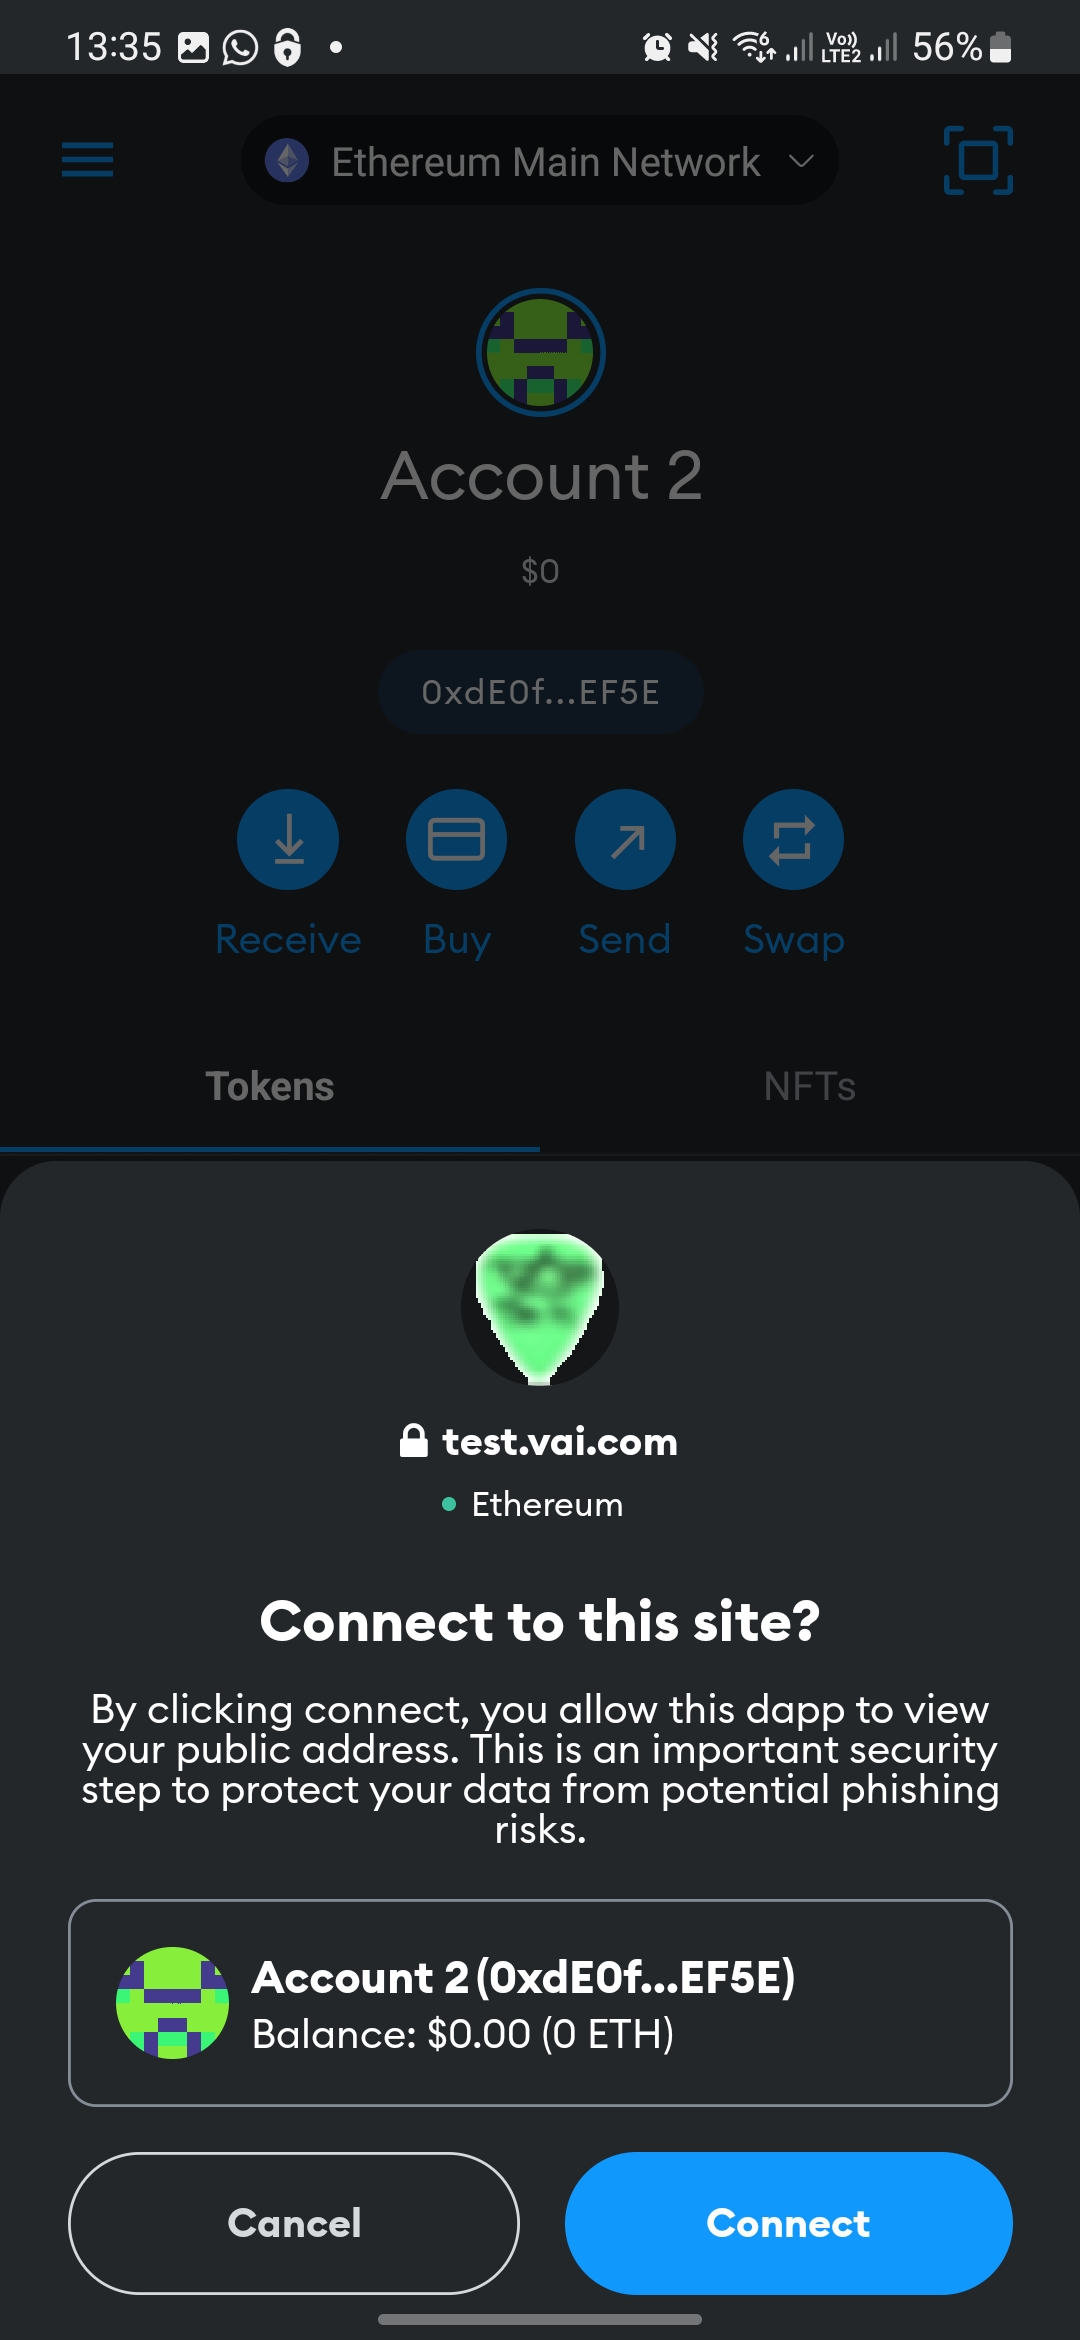 13:35
6
Vo))
LTE2
56%
Ethereum Main Network
Account 2
$0
0xdE0f...EF5E
Receive
Buy
Send
Swap
Tokens
NFTs
test.vai.com
Ethereum
Connect to this site?
By clicking connect, you allow this dapp to view
your public address. This is an important security
step to protect your data from potential phishing
risks.
Account 2 (0xdE0f...EF5E)
Balance: $0.00 (0 ETH)
Cancel
Connect